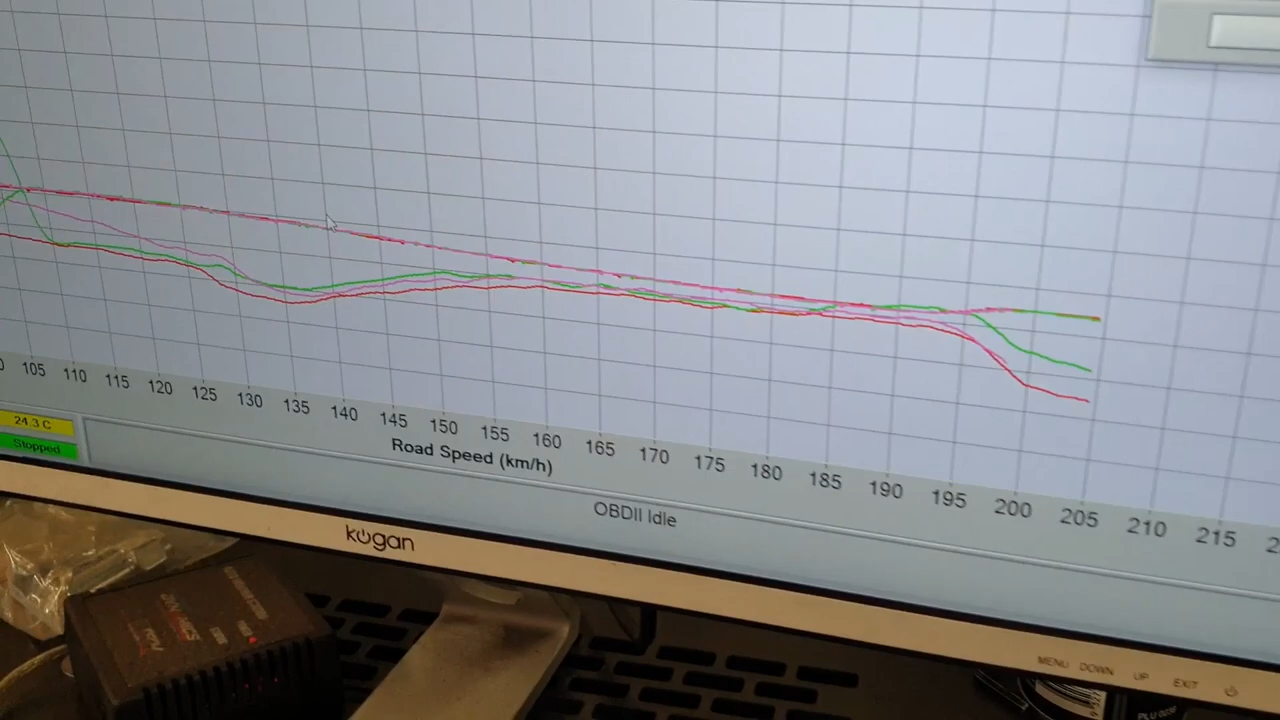 105 110 115 120 125 130 135 140 145 150 155 160 165 170 175 180 185 190 195 200 205 210 215
24.3 C
Stopped
Road Speed (km/h)
OBDII Idle
kogan
MENU DOWN UP EXIT